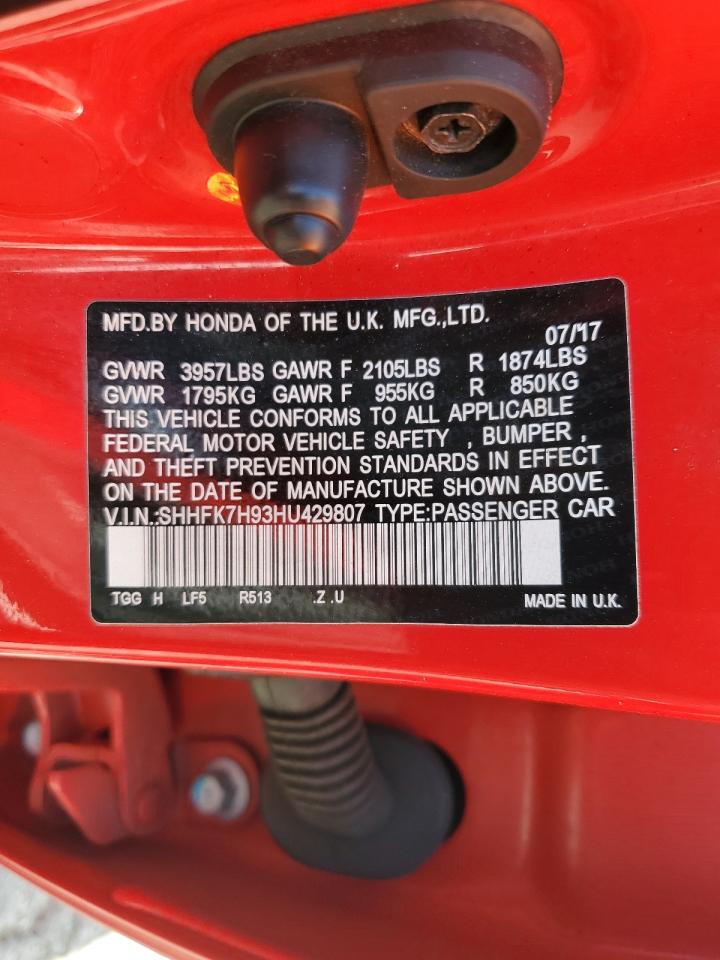 MFD.BY HONDA OF THE U.K. MFG.,LTD.
07/17
GVWR 3957LBS GAWR F 2105LBS R 1874LBS
GVWR 1795KG GAWR F 955KG R 850KG
THIS VEHICLE CONFORMS TO ALL APPLICABLE
FEDERAL MOTOR VEHICLE SAFETY , BUMPER ,
AND THEFT PREVENTION STANDARDS IN EFFECT
ON THE DATE OF MANUFACTURE SHOWN ABOVE.
V.I.N.:SHHFK7H93HU429807 TYPE:PASSENGER CAR
TGG H LF5 R513 .Z .U
MADE IN U.K.